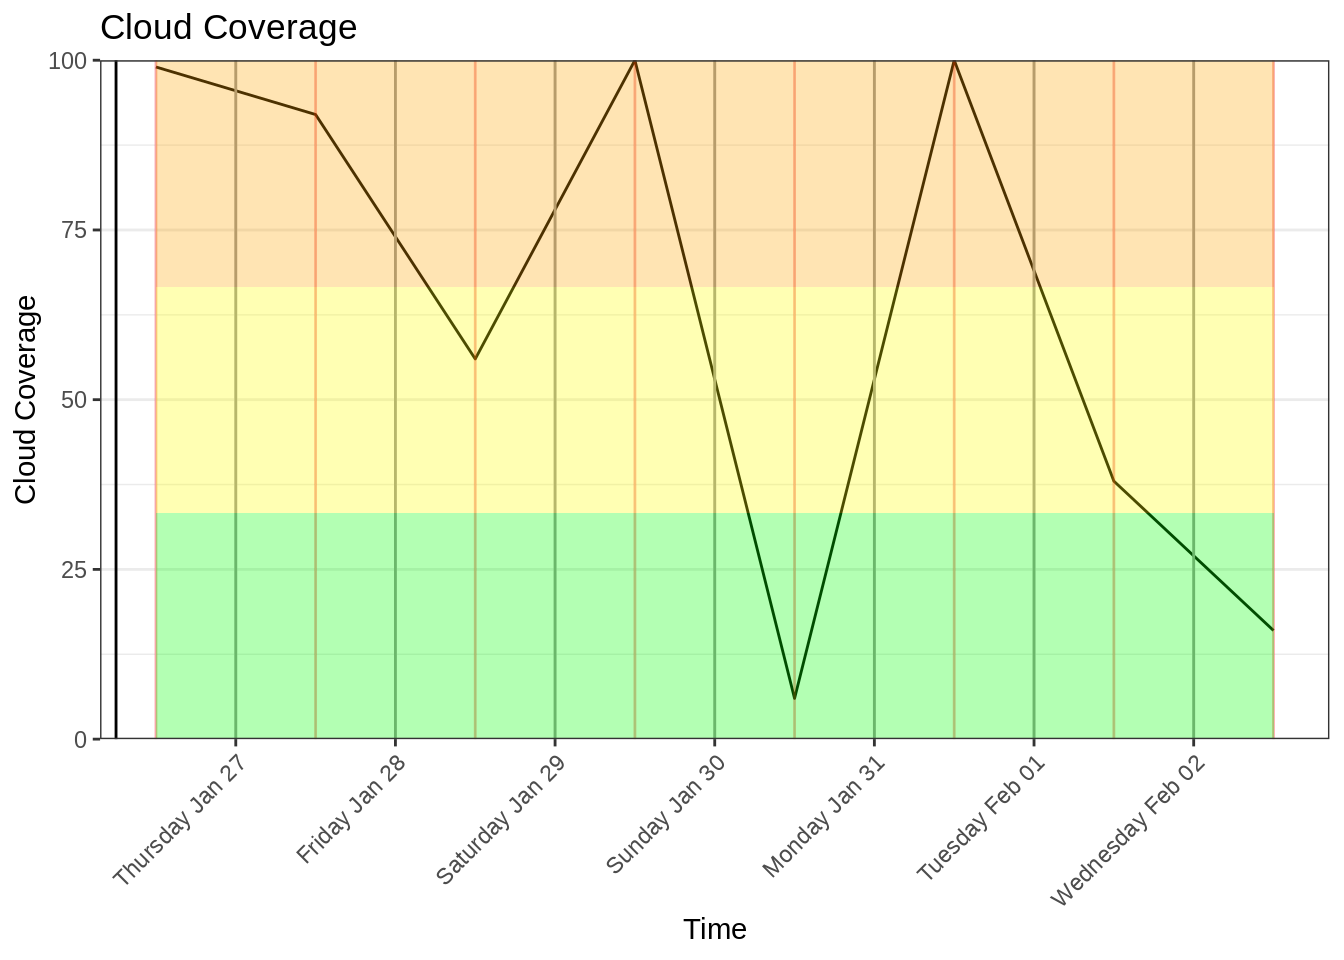 Cloud Coverage
Cloud Coverage
100
75
50
25
0
Thursday Jan 27
Friday Jan 28
Saturday Jan 29
Sunday Jan 30
Monday Jan 31
Tuesday Feb 01
Wednesday Feb 02
Time